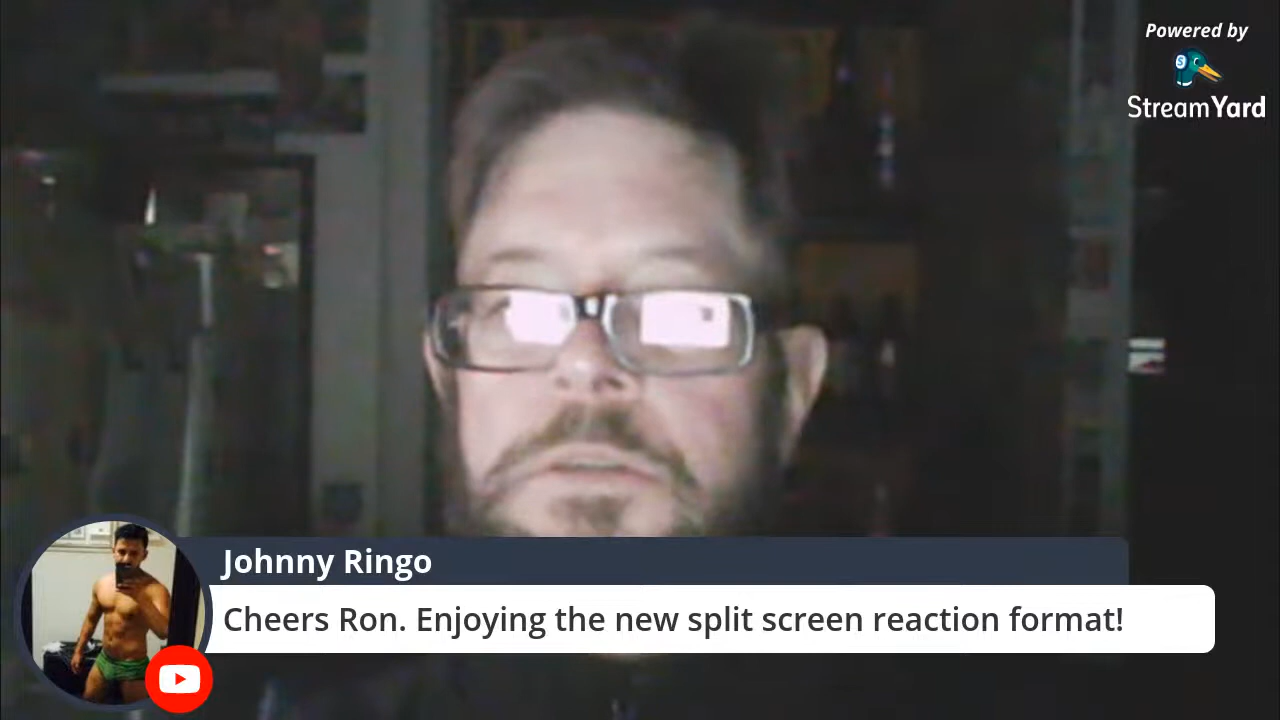 Powered by
StreamYard
Johnny Ringo
Cheers Ron. Enjoying the new split screen reaction format!